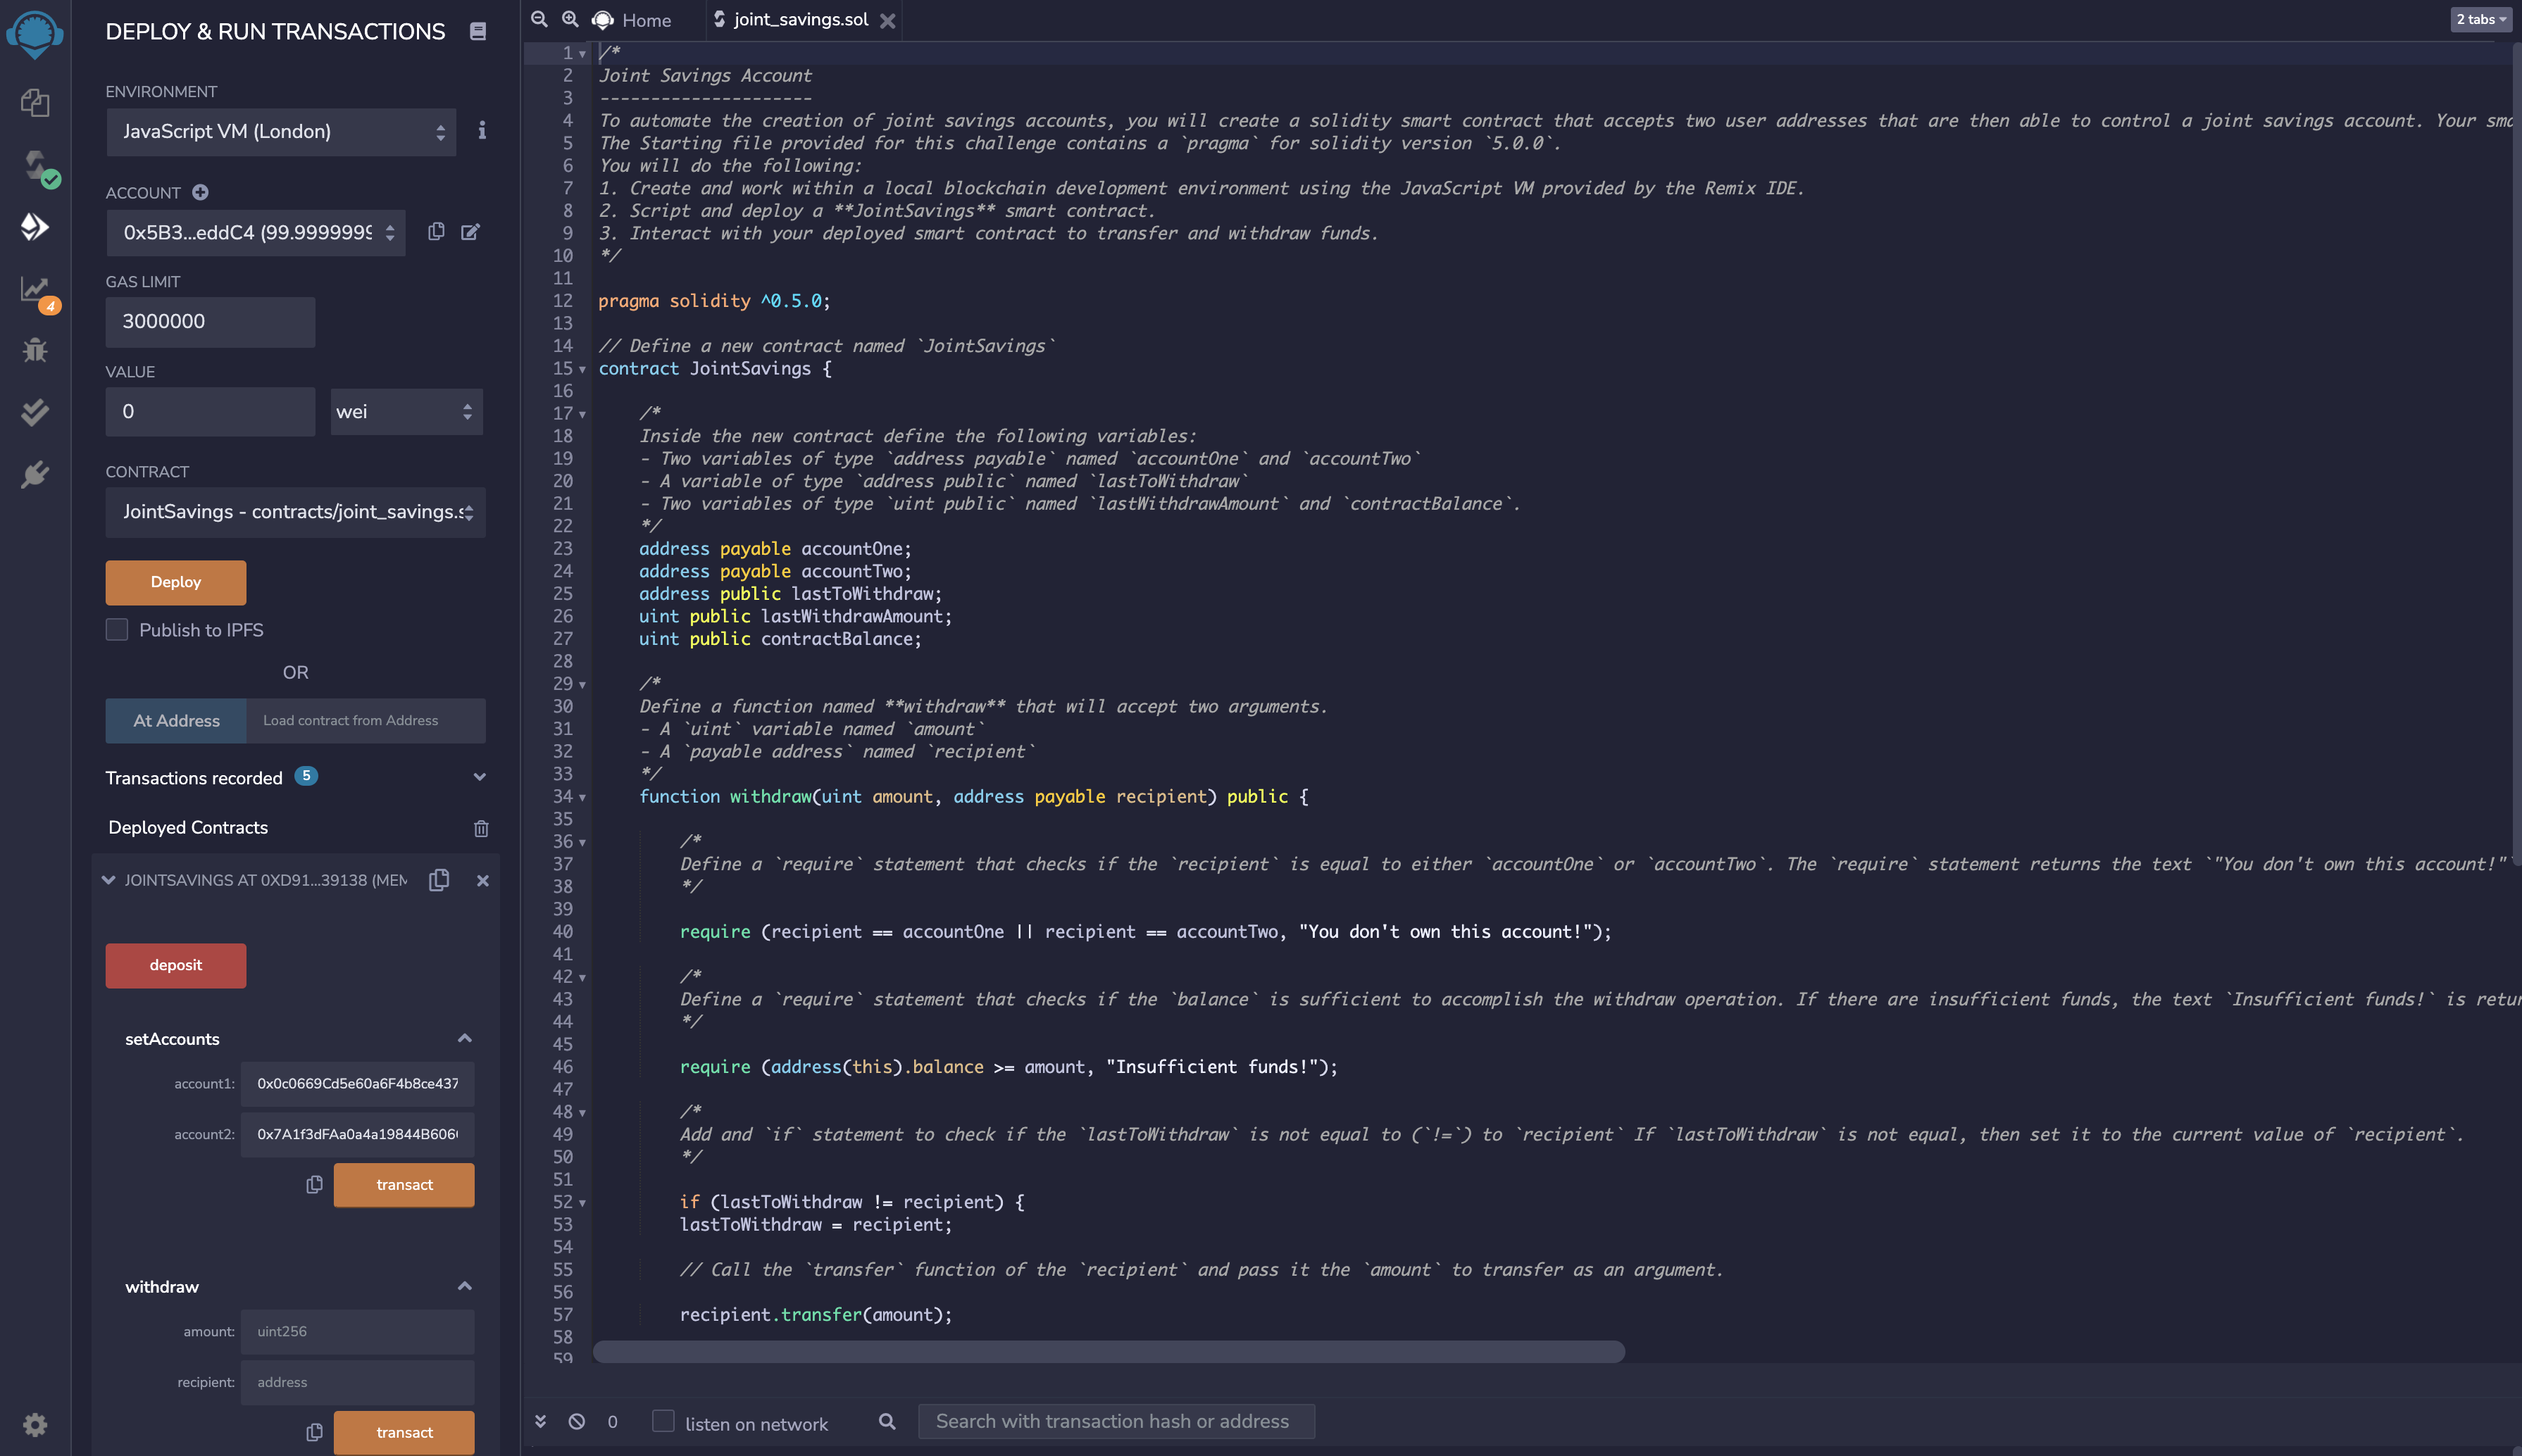 DEPLOY & RUN TRANSACTIONS
ENVIRONMENT
JavaScript VM (London)
ACCOUNT
0x5B3...eddC4 (99.9999999
GAS LIMIT
3000000
4
VALUE
0
wei
CONTRACT
JointSavings - contracts/joint_savings.s
Deploy
Publish to IPFS
OR
At Address
Load contract from Address
Transactions recorded 5
Deployed Contracts
JOINTSAVINGS AT 0XD91...39138 (MEM
deposit
setAccounts
account1: 0x0c0669Cd5e60a6F4b8ce437
account2: 0x7A1f3dFAa0a4a19844B606
transact
withdraw
amount: uint256
recipient: address
transact
Home
joint_savings.sol
2 tabs
1 /*
2 Joint Savings Account
3 ---------------------
4 To automate the creation of joint savings accounts, you will create a solidity smart contract that accepts two user addresses that are then able to control a joint savings account. Your sma
5 The Starting file provided for this challenge contains a `pragma` for solidity version `5.0.0`.
6 You will do the following:
7 1. Create and work within a local blockchain development environment using the JavaScript VM provided by the Remix IDE.
8 2. Script and deploy a **JointSavings** smart contract.
9 3. Interact with your deployed smart contract to transfer and withdraw funds.
10 */
11
12 pragma solidity ^0.5.0;
13
14 // Define a new contract named `JointSavings`
15 contract JointSavings {
16
17 /*
18 Inside the new contract define the following variables:
19 - Two variables of type `address payable` named `accountOne` and `accountTwo`
20 - A variable of type `address public` named `lastToWithdraw`
21 - Two variables of type `uint public` named `lastWithdrawAmount` and `contractBalance`.
22 */
23 address payable accountOne;
24 address payable accountTwo;
25 address public lastToWithdraw;
26 uint public lastWithdrawAmount;
27 uint public contractBalance;
28
29 /*
30 Define a function named **withdraw** that will accept two arguments.
31 - A `uint` variable named `amount`
32 - A `payable address` named `recipient`
33 */
34 function withdraw(uint amount, address payable recipient) public {
35
36 /*
37 Define a `require` statement that checks if the `recipient` is equal to either `accountOne` or `accountTwo`. The `require` statement returns the text `"You don't own this account!"`
38 */
39
40 require (recipient == accountOne || recipient == accountTwo, "You don't own this account!");
41
42 /*
43 Define a `require` statement that checks if the `balance` is sufficient to accomplish the withdraw operation. If there are insufficient funds, the text `Insufficient funds!` is retur
44 */
45
46 require (address(this).balance >= amount, "Insufficient funds!");
47
48 /*
49 Add and `if` statement to check if the `lastToWithdraw` is not equal to (`!=`) to `recipient` If `lastToWithdraw` is not equal, then set it to the current value of `recipient`.
50 */
51
52 if (lastToWithdraw != recipient) {
53 lastToWithdraw = recipient;
54
55 // Call the `transfer` function of the `recipient` and pass it the `amount` to transfer as an argument.
56
57 recipient.transfer(amount);
58
59
0
listen on network
Search with transaction hash or address